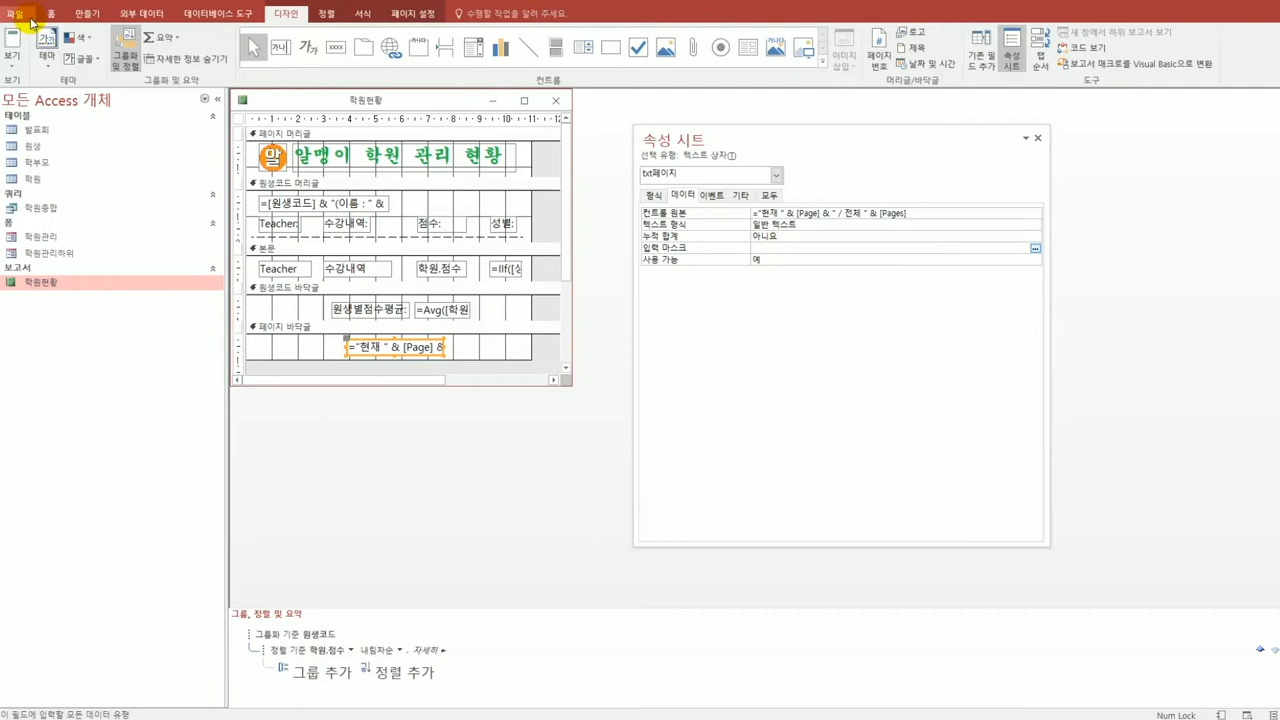 파일 홈 만들기 외부 데이터 데이터베이스 도구 디자인 정렬 서식 페이지 설정 수행할 작업을 알려 주세요.
보기 테마 색 글꼴 그룹화 및 정렬 Σ 요약 자세한 정보 숨기기 이미지 삽입 페이지 번호 로고 제목 날짜 및 시간 기존 필드 추가 속성 시트 탭 순서 새 창에서 하위 보고서 보기 코드 보기 보고서 매크로를 Visual Basic으로 변환
보기 테마 그룹화 및 요약 컨트롤 머리글/바닥글 도구
모든 Access 개체
테이블
발표회
원생
학부모
학원
쿼리
학원종합
폼
학원관리
학원관리하위
보고서
학원현황
학원현황
1 2 3 4 5 6 7 8 9 10 11 12
페이지 머리글
말 알맹이 학원 관리 현황
원생코드 머리글
=[원생코드] & "(이름 : " &
Teacher: 수강내역: 점수: 성별:
본문
Teacher 수강내역 학원.점수 =IIf([성
원생코드 바닥글
원생별점수평균: =Avg([학원
페이지 바닥글
="현재 " & [Page] &
속성 시트
선택 유형: 텍스트 상자(T)
txt페이지
형식 데이터 이벤트 기타 모두
컨트롤 원본 ="현재 " & [Page] & " / 전체 " & [Pages]
텍스트 형식 일반 텍스트
누적 합계 아니요
입력 마스크
사용 가능 예
그룹, 정렬 및 요약
그룹화 기준 원생코드
정렬 기준 학원.점수 내림차순 , 자세히
그룹 추가 정렬 추가
이 필드에 입력할 모든 데이터 유형
Num Lock